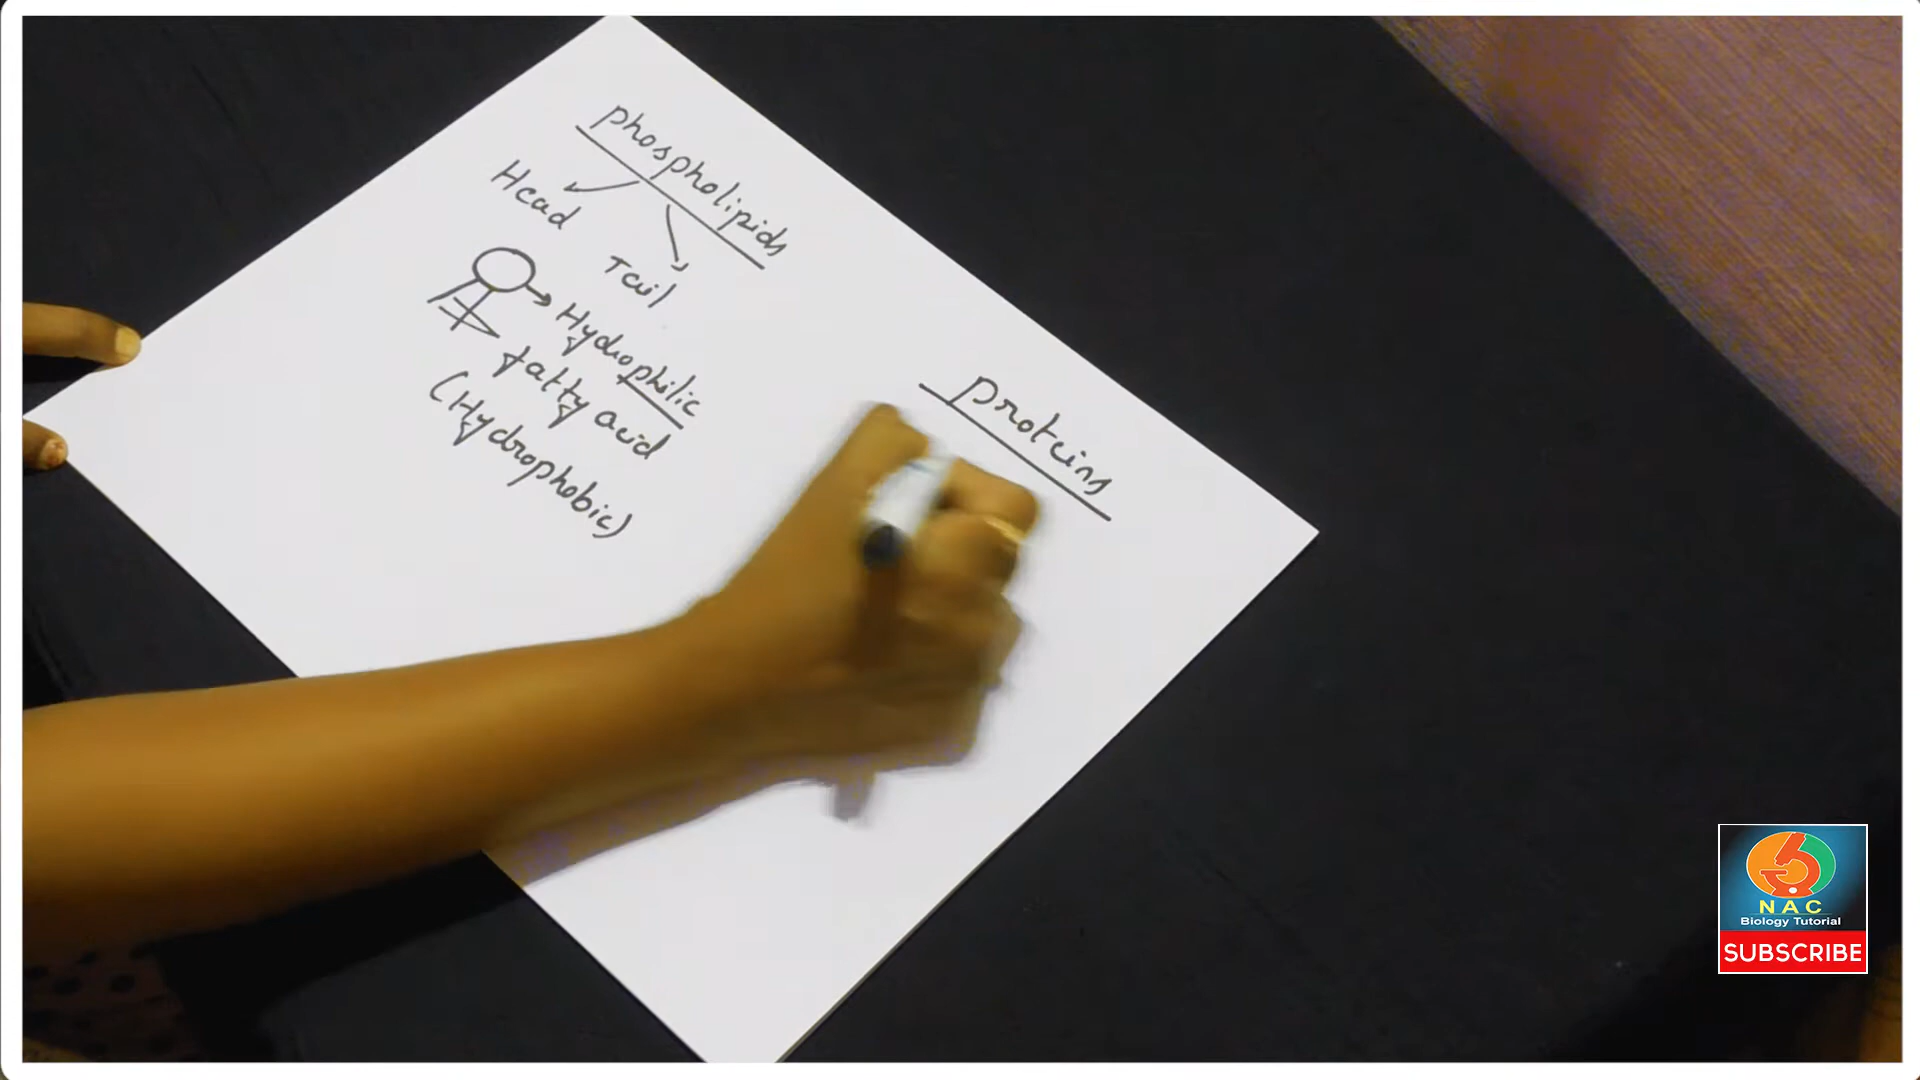 phospholipids
Head
Tail
Hydrophilic
fatty acid
(Hydrophobic)
proteins
NAC
Biology Tutorial
SUBSCRIBE